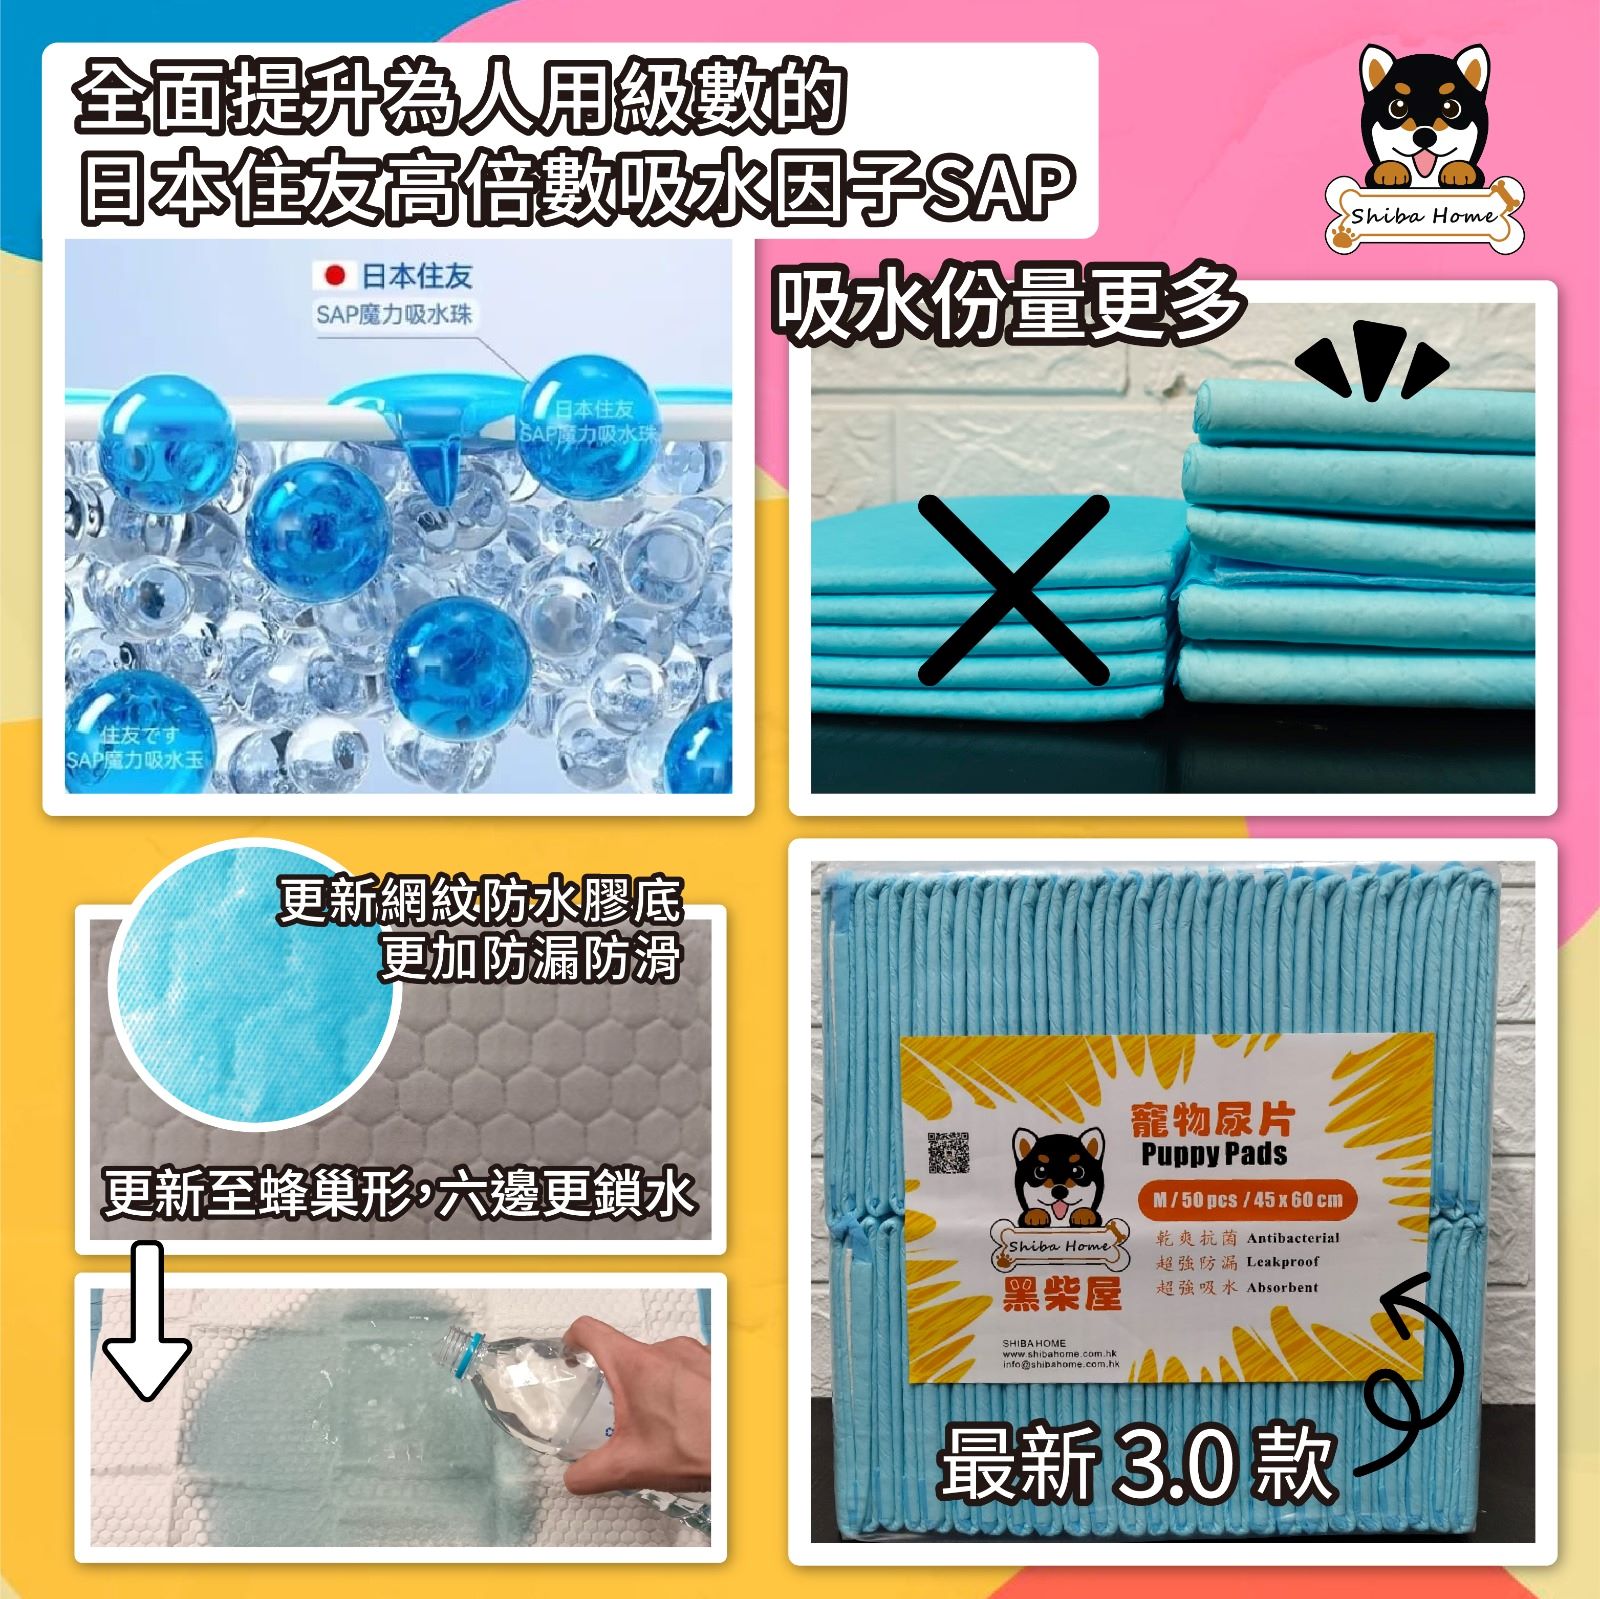 全面提升為人用級數的
日本住友高倍數吸水因子SAP
Shiba Home
日本住友
SAP魔力吸水珠
日本住友
SAP魔力吸水珠
住友です
SAP魔力吸水玉
吸水份量更多
更新網紋防水膠底
更加防漏防滑
更新至蜂巢形，六邊更鎖水
寵物尿片
Puppy Pads
M / 50 pcs / 45 x 60 cm
乾爽抗菌 Antibacterial
超強防漏 Leakproof
超強吸水 Absorbent
Shiba Home
黑柴屋
SHIBA HOME
www.shibahome.com.hk
info@shibahome.com.hk
最新 3.0 款